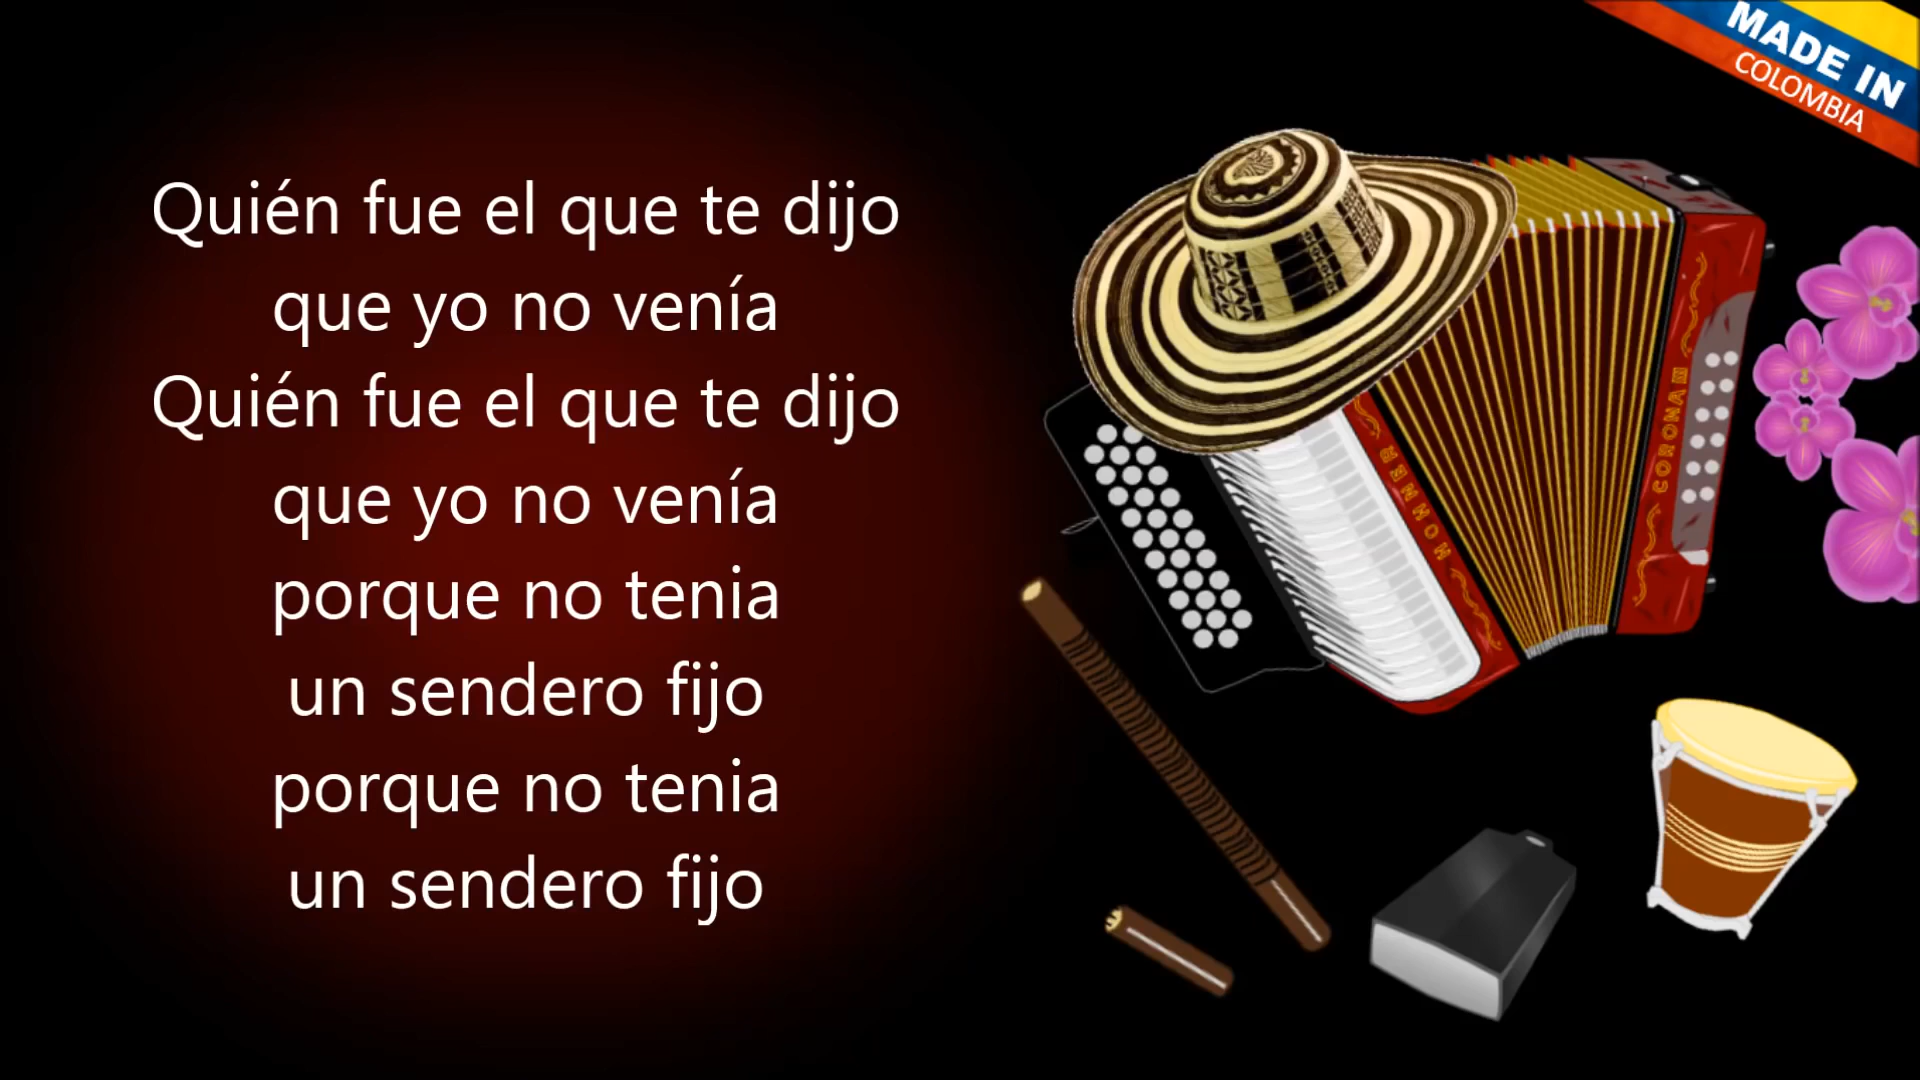 MADE IN
COLOMBIA
Quién fue el que te dijo
que yo no venía
Quién fue el que te dijo
que yo no venía
porque no tenia
un sendero fijo
porque no tenia
un sendero fijo
HOHNER
CORONA III